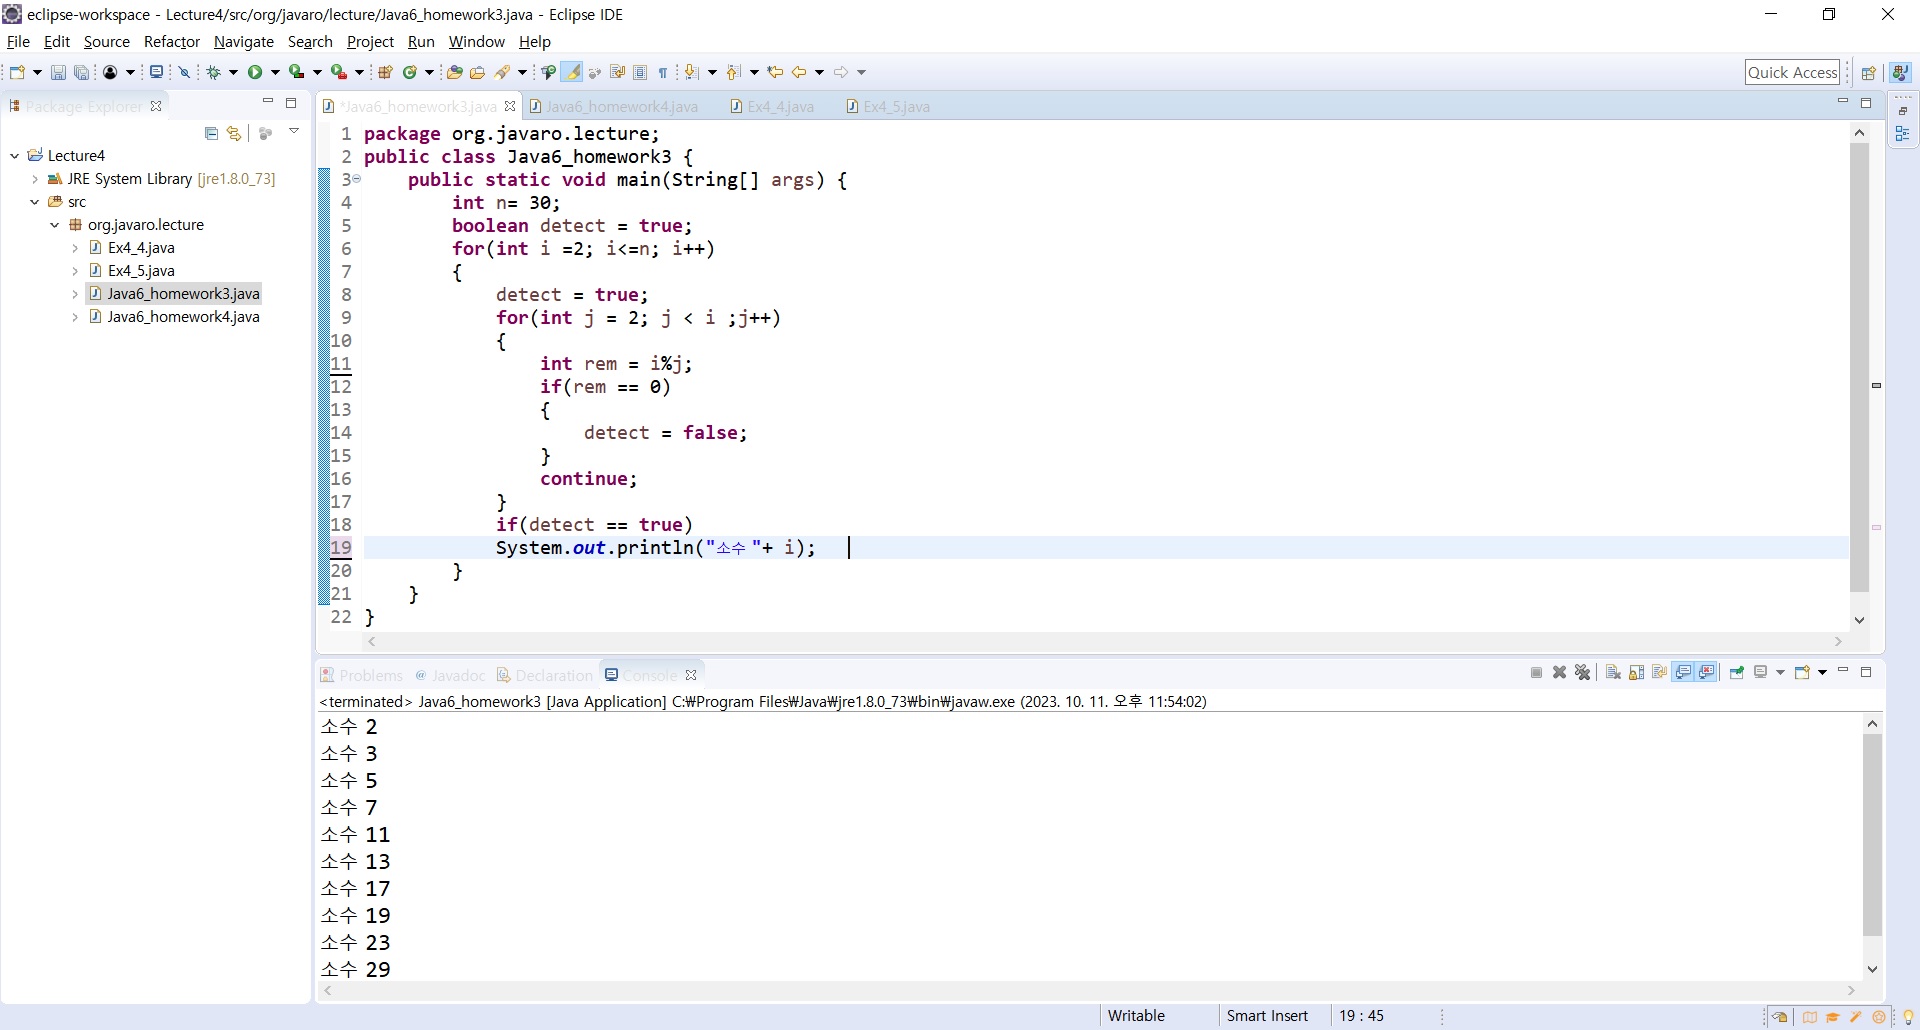 eclipse-workspace - Lecture4/src/org/javaro/lecture/Java6_homework3.java - Eclipse IDE
File Edit Source Refactor Navigate Search Project Run Window Help
Quick Access
Package Explorer
*Java6_homework3.java Java6_homework4.java Ex4_4.java Ex4_5.java
Lecture4
JRE System Library [jre1.8.0_73]
src
org.javaro.lecture
Ex4_4.java
Ex4_5.java
Java6_homework3.java
Java6_homework4.java
1 package org.javaro.lecture;
2 public class Java6_homework3 {
3 public static void main(String[] args) {
4 int n= 30;
5 boolean detect = true;
6 for(int i =2; i<=n; i++)
7 {
8 detect = true;
9 for(int j = 2; j < i ;j++)
10 {
11 int rem = i%j;
12 if(rem == 0)
13 {
14 detect = false;
15 }
16 continue;
17 }
18 if(detect == true)
19 System.out.println("소수 "+ i);
20 }
21 }
22 }
Problems @ Javadoc Declaration Console
<terminated> Java6_homework3 [Java Application] C:₩Program Files₩Java₩jre1.8.0_73₩bin₩javaw.exe (2023. 10. 11. 오후 11:54:02)
소수 2
소수 3
소수 5
소수 7
소수 11
소수 13
소수 17
소수 19
소수 23
소수 29
Writable Smart Insert 19 : 45